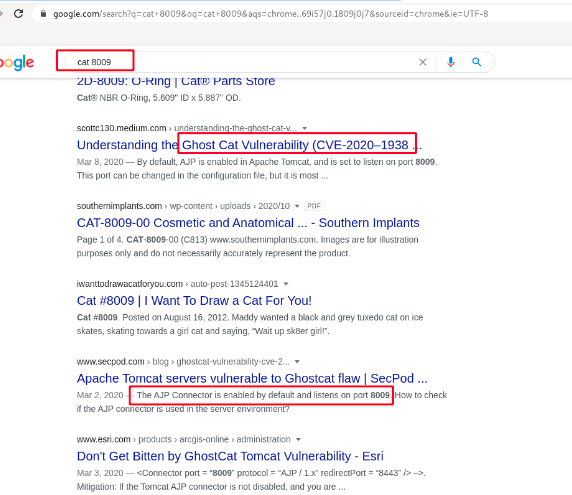 google.com/search?q=cat+8009&oq=cat+8009&aqs=chrome..69i57j0.1809j0j7&sourceid=chrome&ie=UTF-8
ogle
cat 8009
2D-8009: O-Ring | Cat® Parts Store
Cat® NBR O-Ring, 5.609" ID x 5.887" OD.
scottc130.medium.com › understanding-the-ghost-cat-v...
Understanding the Ghost Cat Vulnerability (CVE-2020–1938 ...
Mar 8, 2020 — By default, AJP is enabled in Apache Tomcat, and is set to listen on port 8009.
This port can be changed in the configuration file, but it is most ...
southernimplants.com › wp-content › uploads › 2020/10 PDF
CAT-8009-00 Cosmetic and Anatomical ... - Southern Implants
Page 1 of 4. CAT-8009-00 (C813) www.southernimplants.com. Images are for illustration
purposes only and do not necessarily accurately represent the product.
iwanttodrawacatforyou.com › auto-post-1345124401
Cat #8009 | I Want To Draw a Cat For You!
Cat #8009. Posted on August 16, 2012. Maddy wanted a black and grey tuxedo cat on ice
skates, skating towards a girl cat and saying, “Wait up sk8er girl!”.
www.secpod.com › blog › ghostcat-vulnerability-cve-2...
Apache Tomcat servers vulnerable to Ghostcat flaw | SecPod ...
Mar 2, 2020 — The AJP Connector is enabled by default and listens on port 8009. How to check
if the AJP connector is used in the server environment?
www.esri.com › products › arcgis-online › administration
Don't Get Bitten by GhostCat Tomcat Vulnerability - Esri
Mar 3, 2020 — <Connector port = “8009” protocol = “AJP / 1.x” redirectPort = “8443” /> –>.
Mitigation: If the Tomcat AJP connector is not disabled, and you are ...